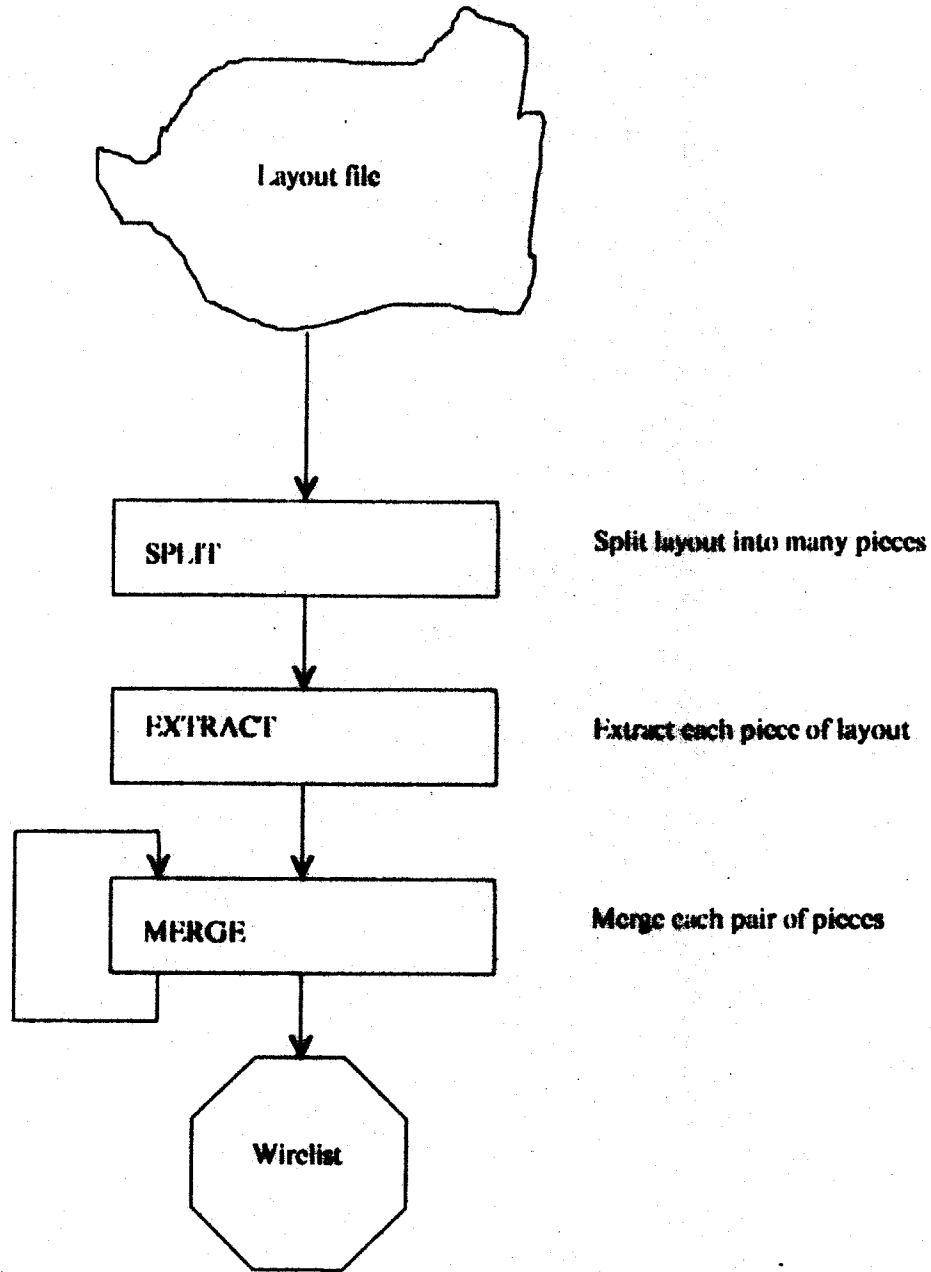 Layout file
SPLIT
Split layout into many pieces
EXTRACT
Extract each piece of layout
MERGE
Merge each pair of pieces
Wirelist